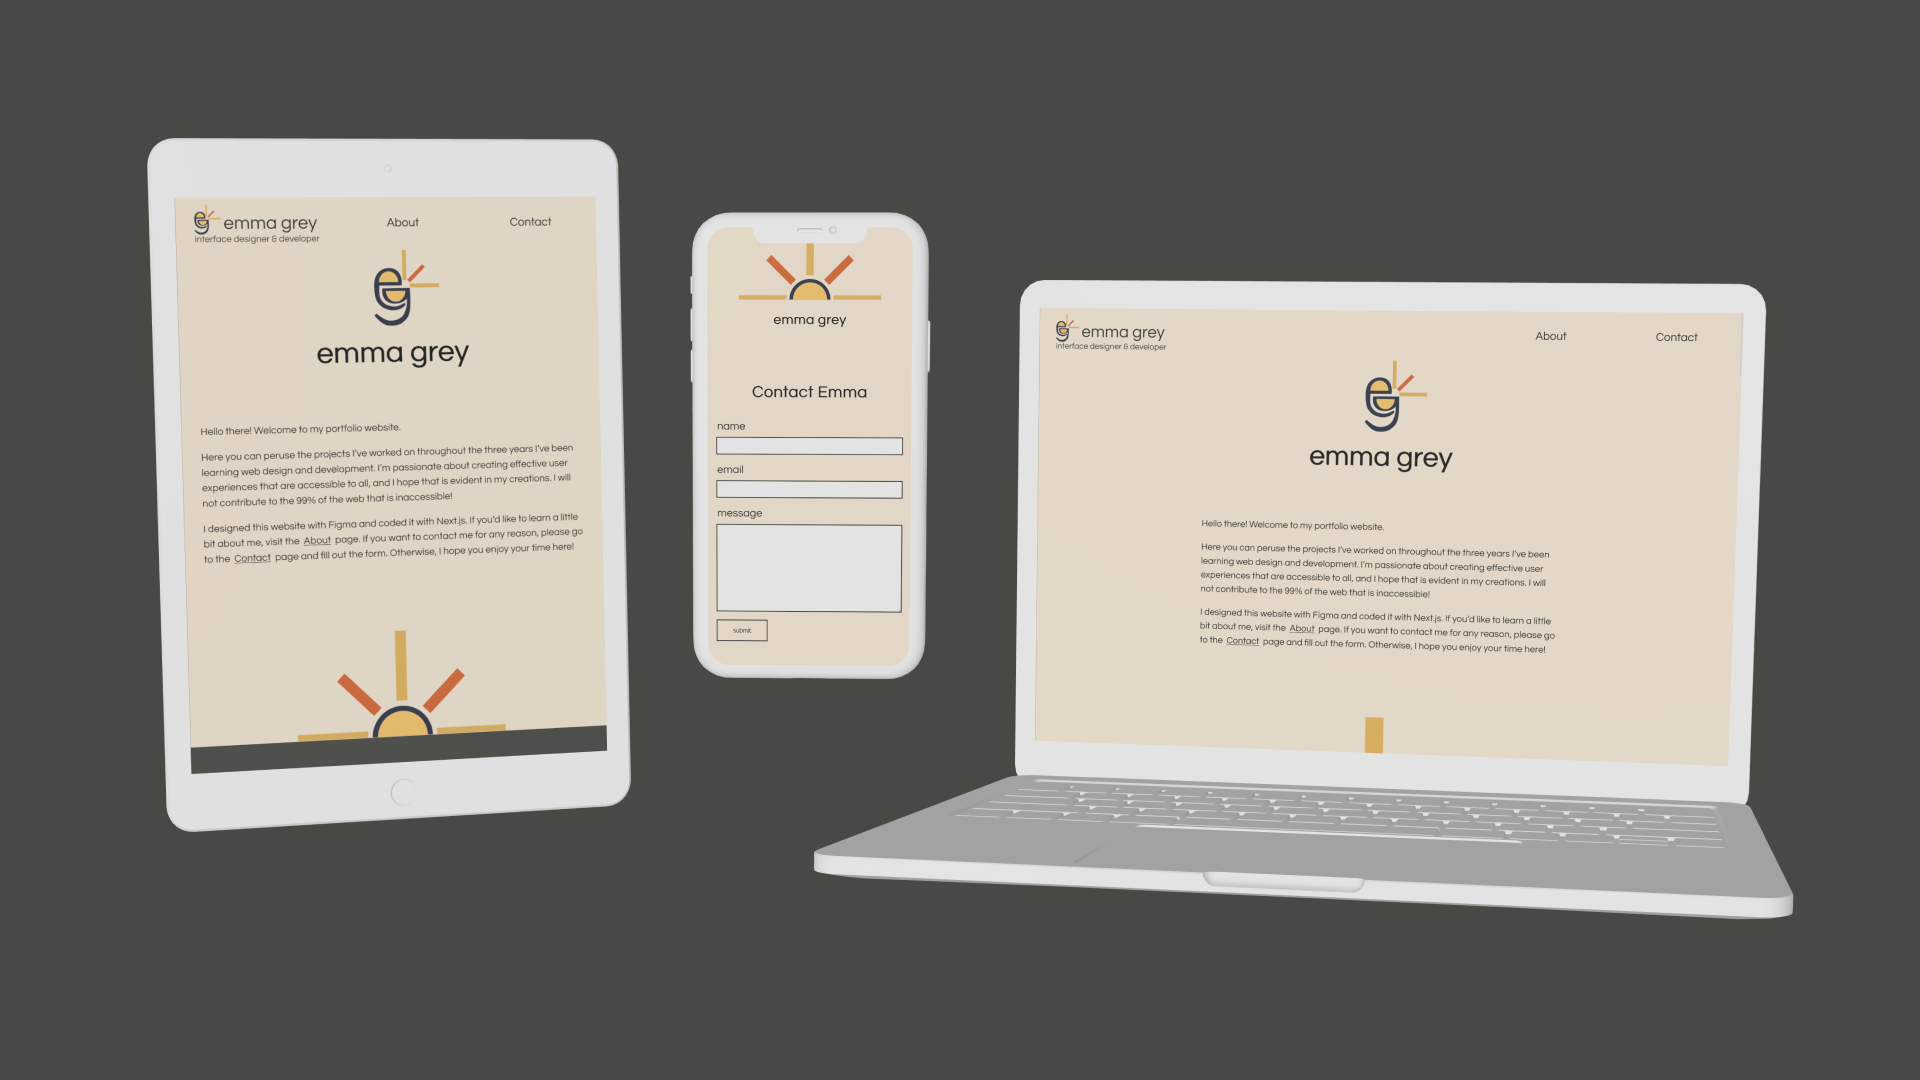 emma grey
interface designer & developer
About
Contact
emma grey
Hello there! Welcome to my portfolio website.
Here you can peruse the projects I've worked on throughout the three years I've been
learning web design and development. I'm passionate about creating effective user
experiences that are accessible to all, and I hope that is evident in my creations. I will
not contribute to the 99% of the web that is inaccessible!
I designed this website with Figma and coded it with Next.js. If you'd like to learn a little
bit about me, visit the About page. If you want to contact me for any reason, please go
to the Contact page and fill out the form. Otherwise, I hope you enjoy your time here!
emma grey
Contact Emma
name
email
message
submit
emma grey
interface designer & developer
About
Contact
emma grey
Hello there! Welcome to my portfolio website.
Here you can peruse the projects I've worked on throughout the three years I've been
learning web design and development. I'm passionate about creating effective user
experiences that are accessible to all, and I hope that is evident in my creations. I will
not contribute to the 99% of the web that is inaccessible!
I designed this website with Figma and coded it with Next.js. If you'd like to learn a little
bit about me, visit the About page. If you want to contact me for any reason, please go
to the Contact page and fill out the form. Otherwise, I hope you enjoy your time here!